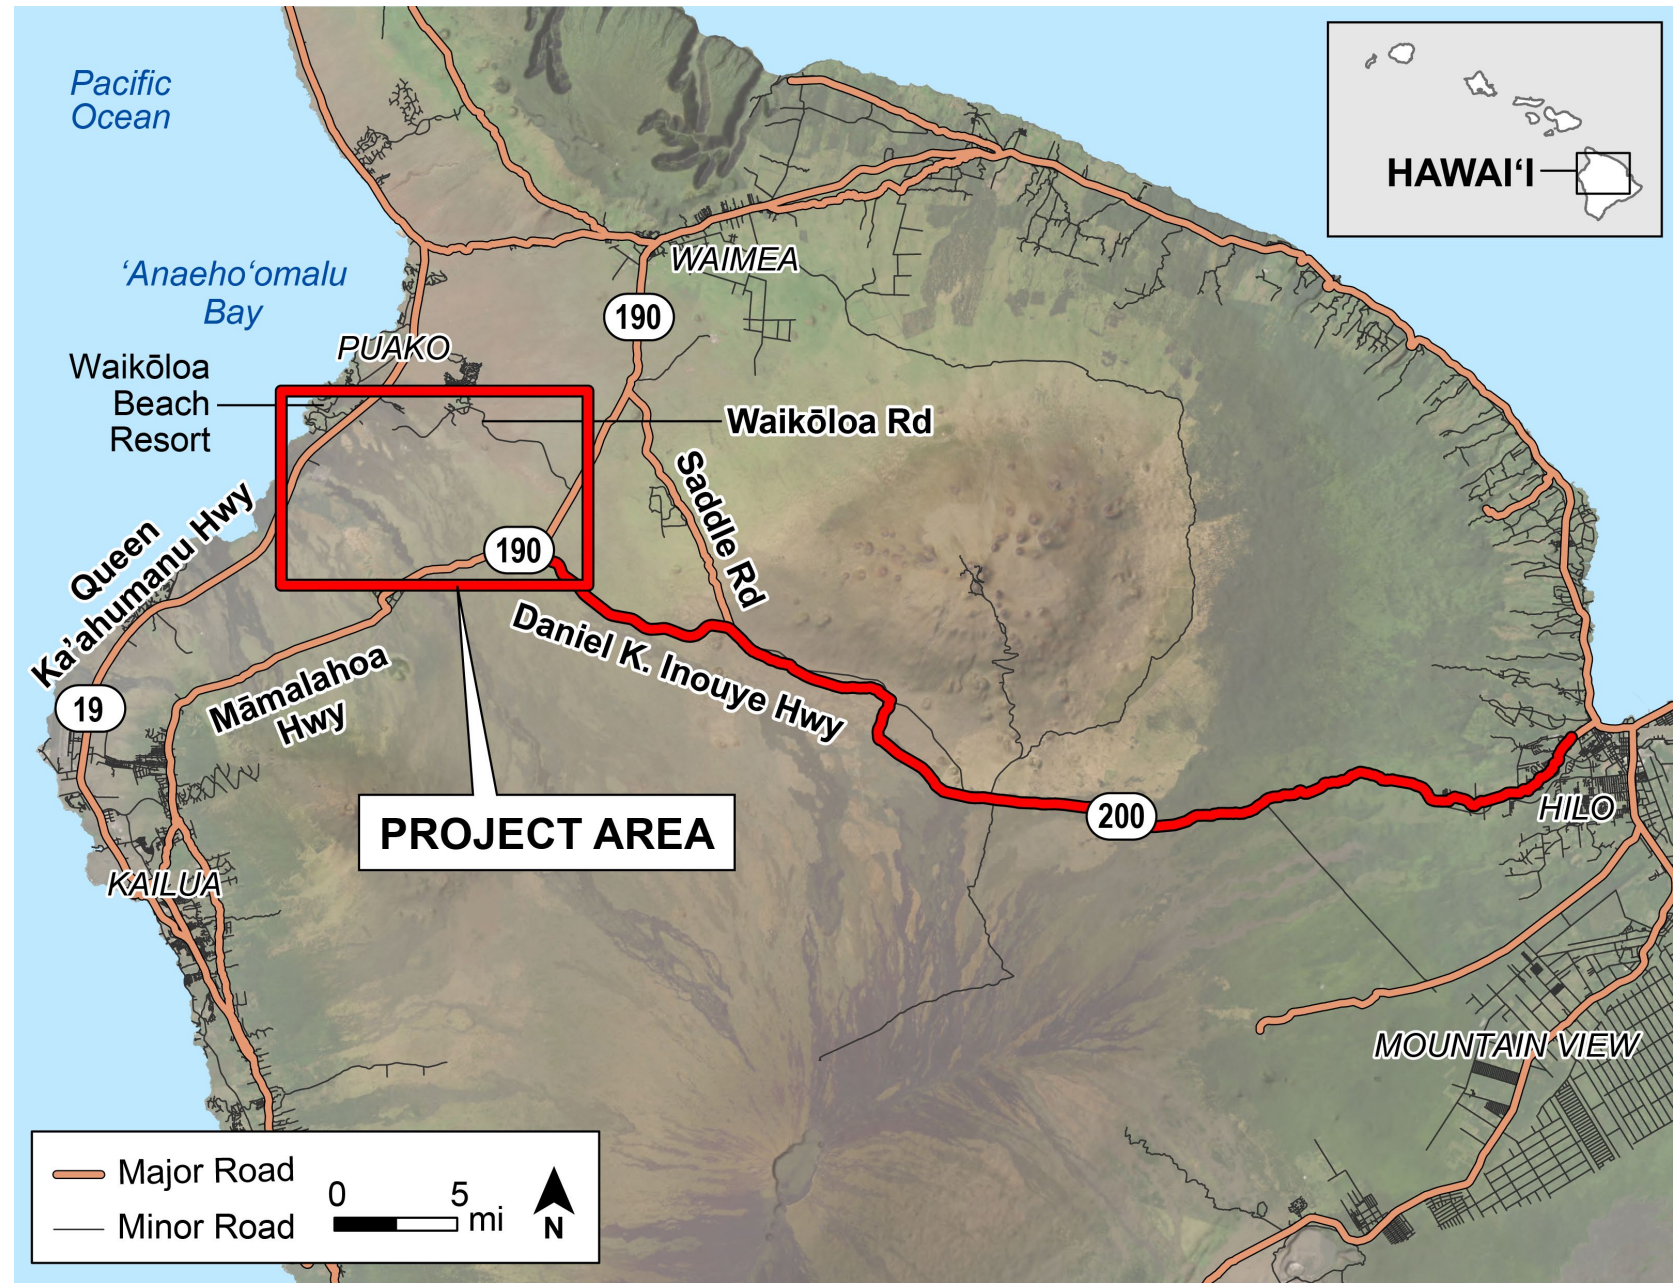 Pacific
Ocean
HAWAIʻI
ʻAnaehoʻomalu
Bay
WAIMEA
190
PUAKO
Waikōloa
Beach
Resort
Waikōloa Rd
Saddle Rd
Queen
Ka’ahumanu Hwy
190
Daniel K. Inouye Hwy
Māmalahoa
Hwy
19
PROJECT AREA
200
HILO
KAILUA
MOUNTAIN VIEW
Major Road
Minor Road
0 5
mi
N